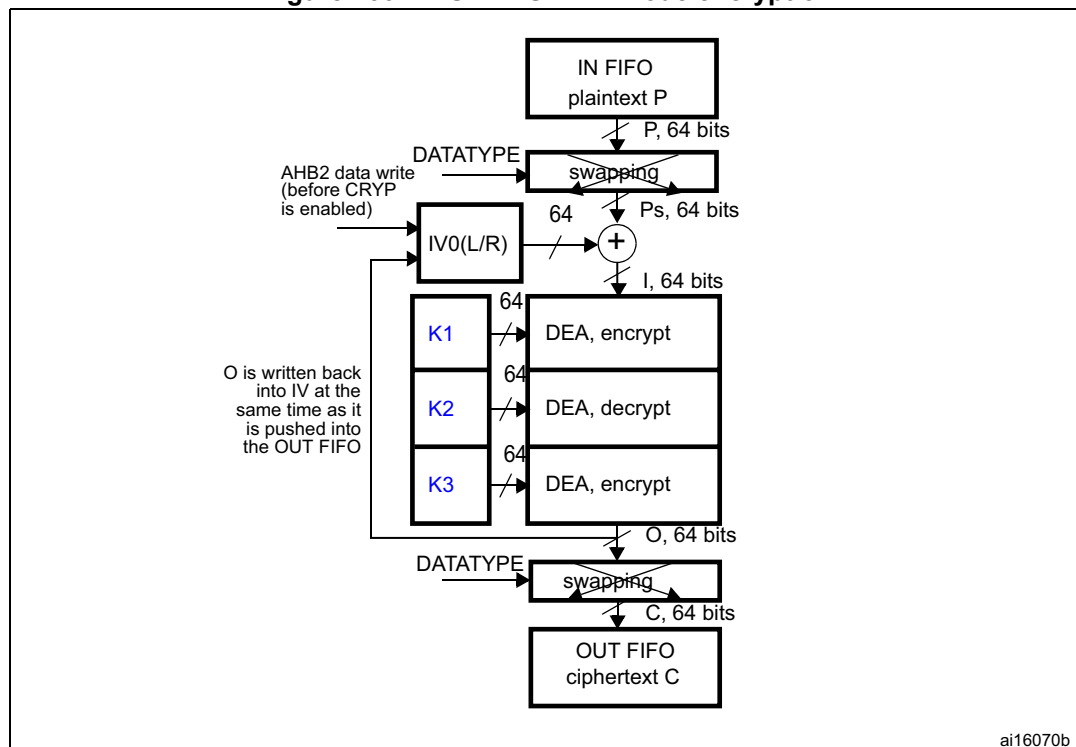 IN FIFO
plaintext P
P, 64 bits
DATATYPE
swapping
AHB2 data write
(before CRYP
is enabled)
Ps, 64 bits
64
IV0(L/R)
+
I, 64 bits
64
K1
DEA, encrypt
64
K2
DEA, decrypt
64
K3
DEA, encrypt
O is written back
into IV at the
same time as it
is pushed into
the OUT FIFO
O, 64 bits
DATATYPE
swapping
C, 64 bits
OUT FIFO
ciphertext C
ai16070b